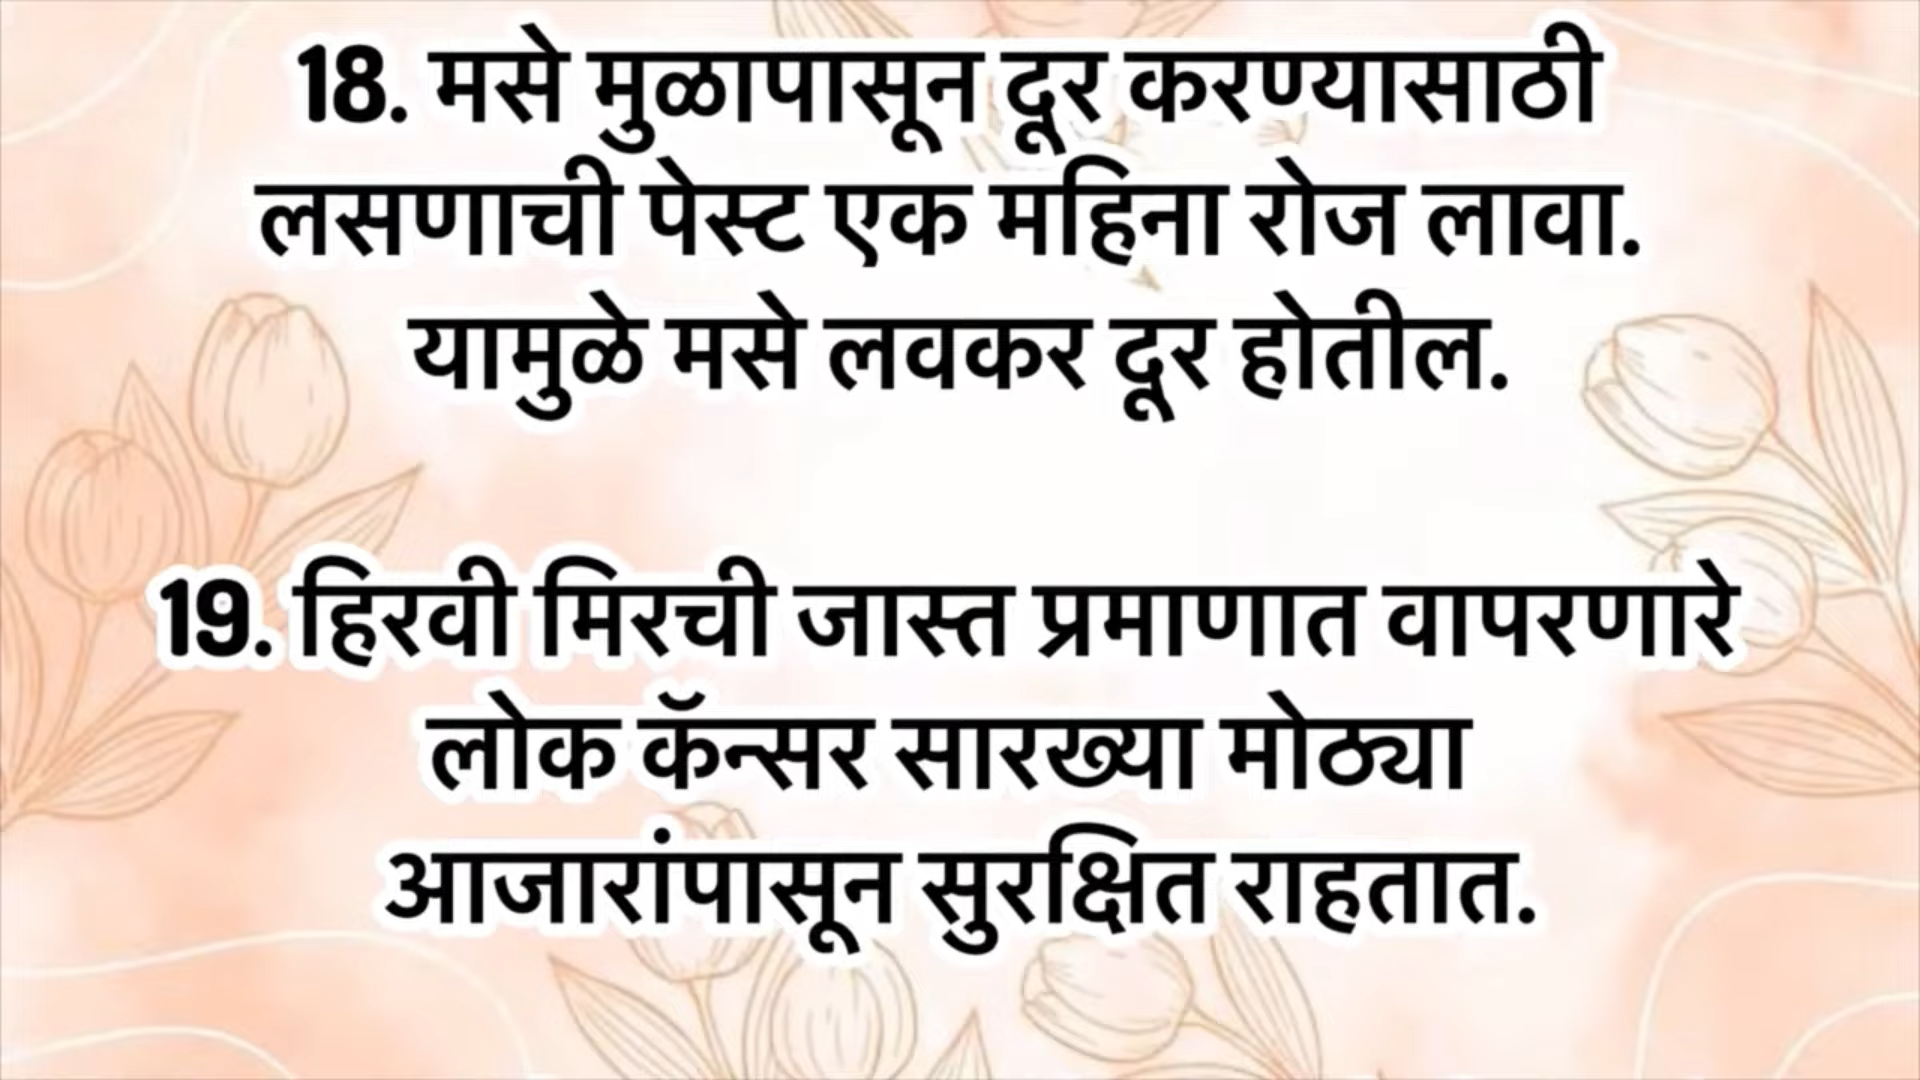 18. मसे मुळापासून दूर करण्यासाठी
लसणाची पेस्ट एक महिना रोज लावा.
यामुळे मसे लवकर दूर होतील.
19. हिरवी मिरची जास्त प्रमाणात वापरणारे
लोक कॅन्सर सारख्या मोठ्या
आजारांपासून सुरक्षित राहतात.